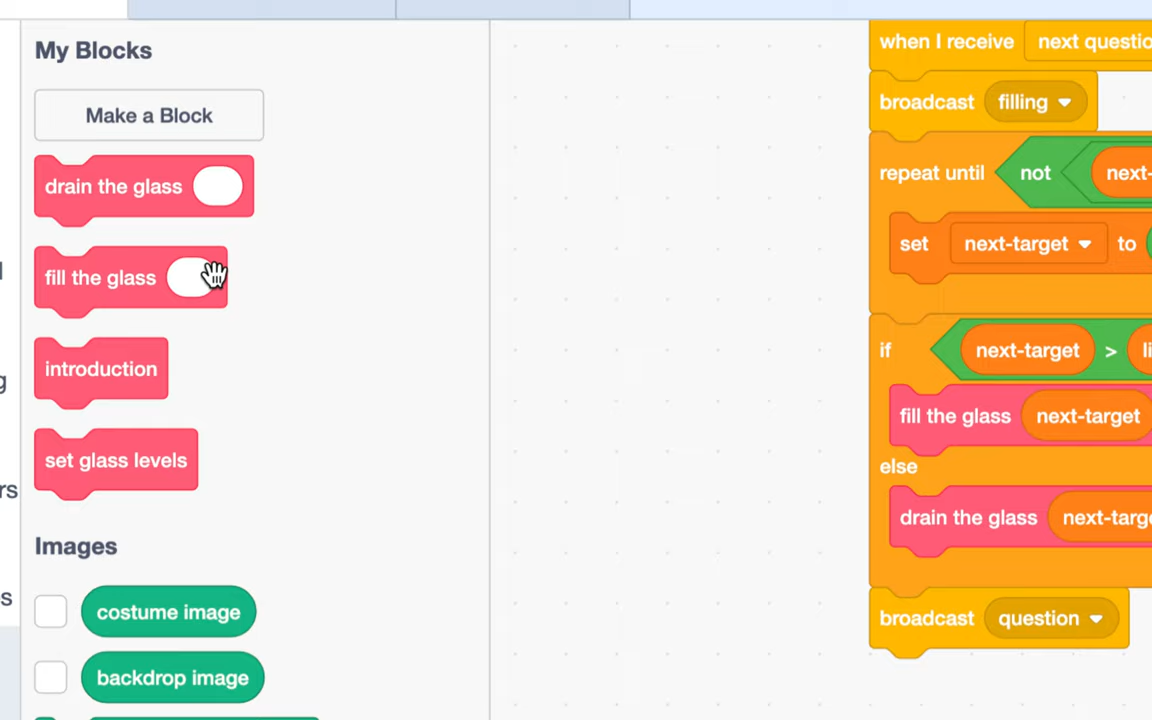 My Blocks
Make a Block
drain the glass
fill the glass
introduction
set glass levels
Images
costume image
backdrop image
when I receive
broadcast filling
repeat until not
set next-target to
if next-target >
fill the glass next-target
else
drain the glass
broadcast question